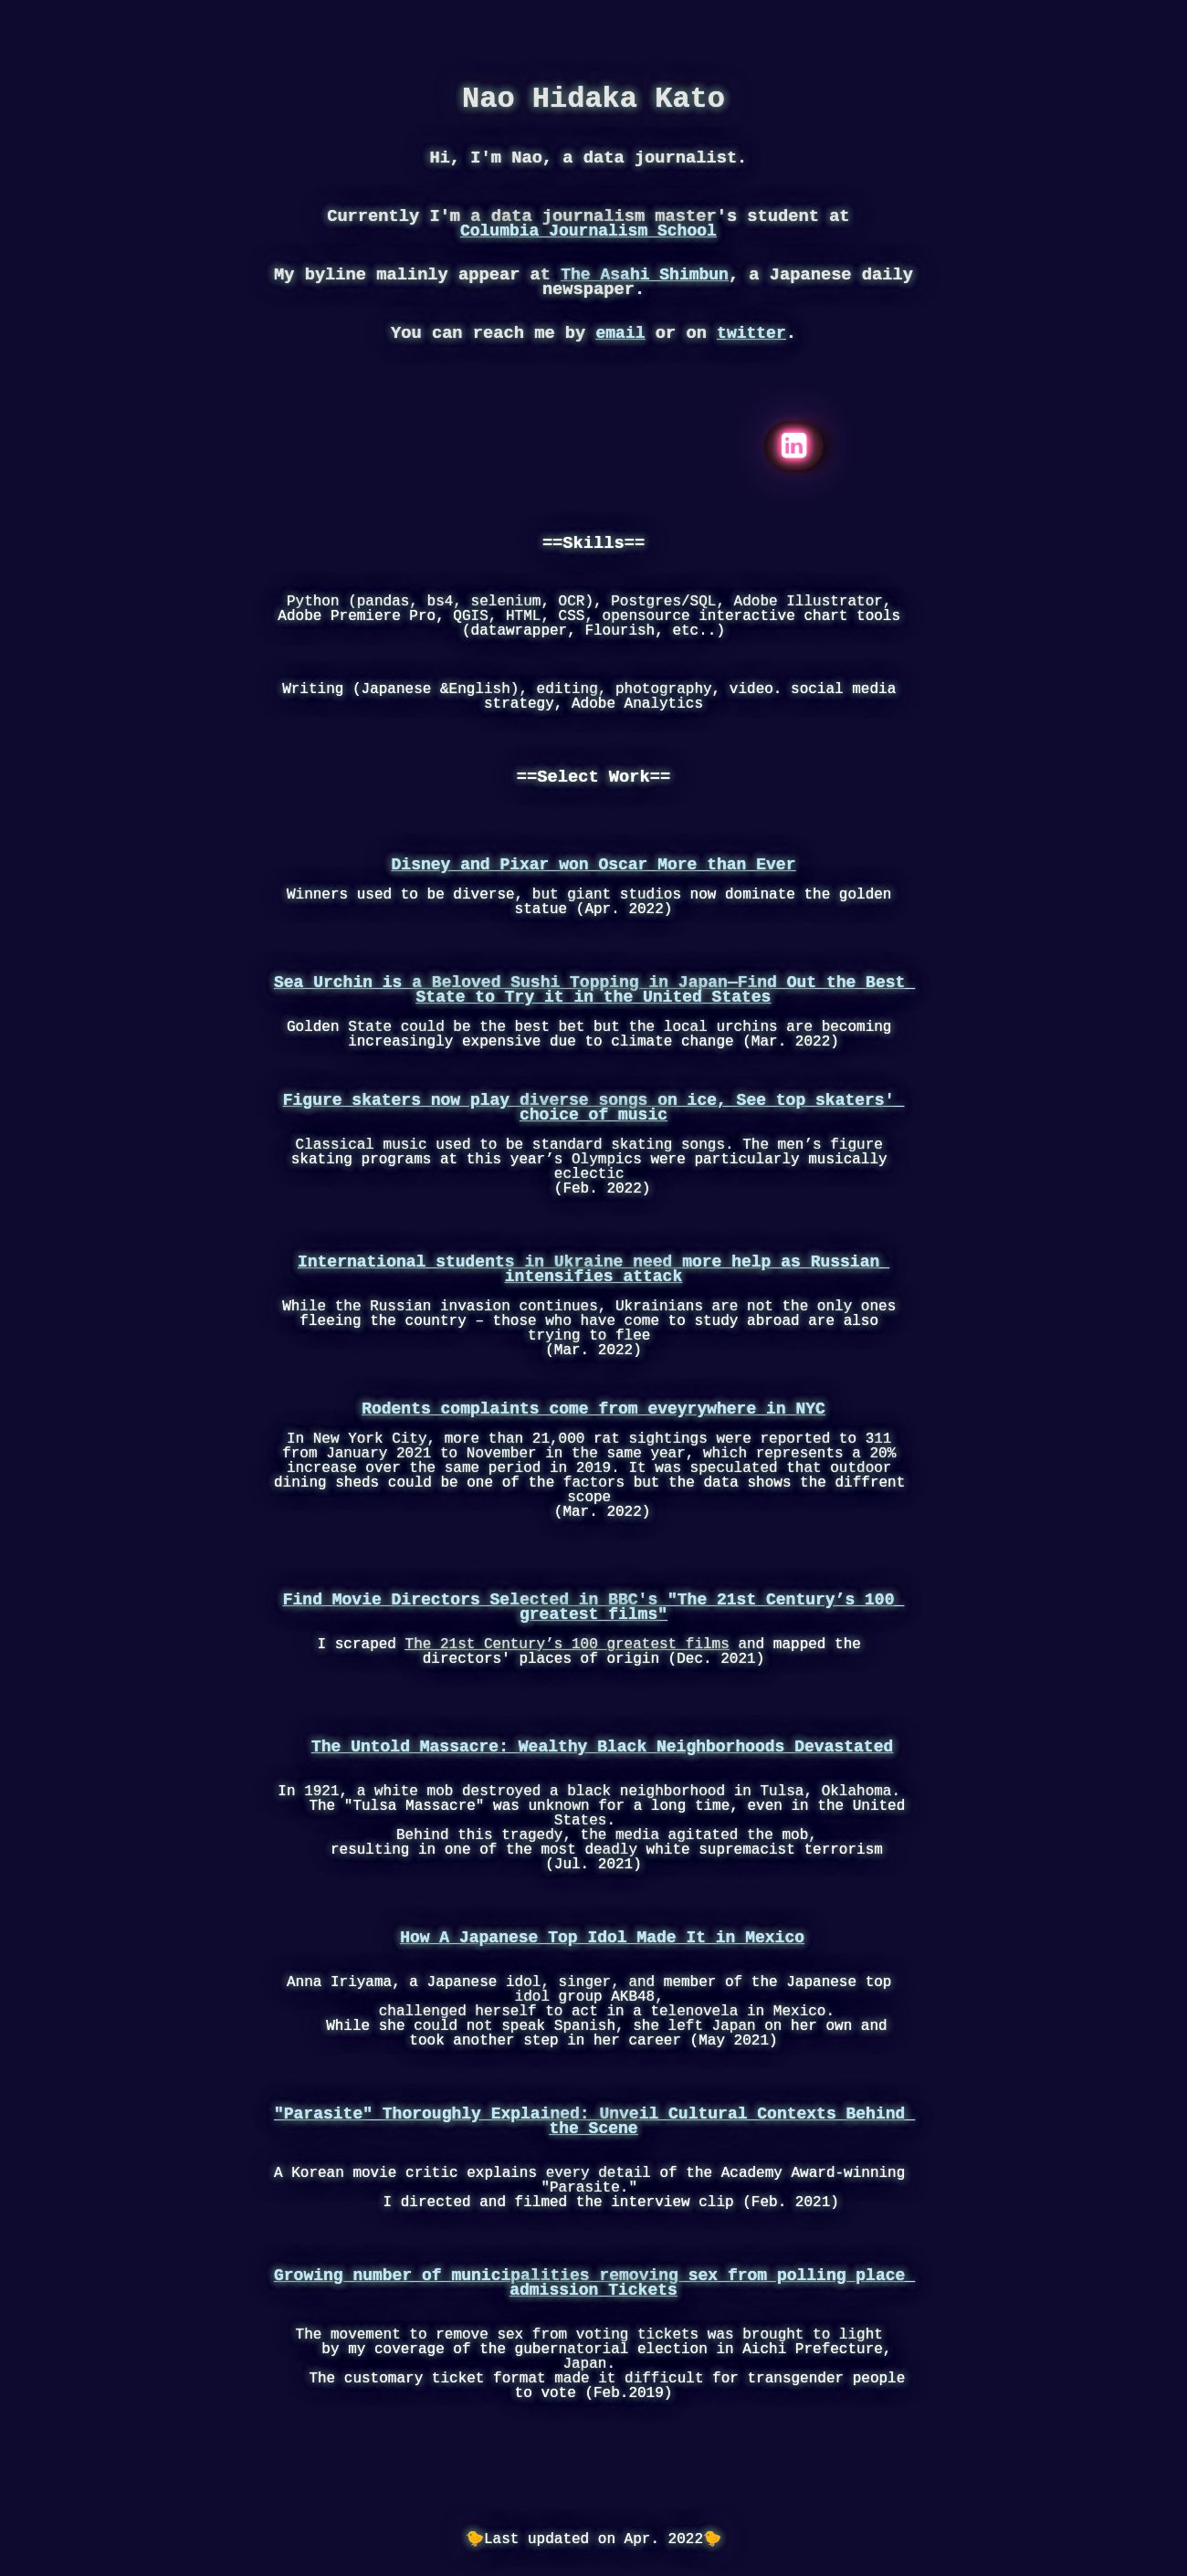 Nao Hidaka Kato
Hi, I'm Nao, a data journalist.
Currently I'm a data journalism master's student at
Columbia Journalism School
My byline malinly appear at The Asahi Shimbun, a Japanese daily
newspaper.
You can reach me by email or on twitter.
in
==Skills==
Python (pandas, bs4, selenium, OCR), Postgres/SQL, Adobe Illustrator,
Adobe Premiere Pro, QGIS, HTML, CSS, opensource interactive chart tools
(datawrapper, Flourish, etc..)
Writing (Japanese &English), editing, photography, video. social media
strategy, Adobe Analytics
==Select Work==
Disney and Pixar won Oscar More than Ever
Winners used to be diverse, but giant studios now dominate the golden
statue (Apr. 2022)
Sea Urchin is a Beloved Sushi Topping in Japan—Find Out the Best
State to Try it in the United States
Golden State could be the best bet but the local urchins are becoming
increasingly expensive due to climate change (Mar. 2022)
Figure skaters now play diverse songs on ice, See top skaters'
choice of music
Classical music used to be standard skating songs. The men’s figure
skating programs at this year’s Olympics were particularly musically
eclectic
(Feb. 2022)
International students in Ukraine need more help as Russian
intensifies attack
While the Russian invasion continues, Ukrainians are not the only ones
fleeing the country – those who have come to study abroad are also
trying to flee
(Mar. 2022)
Rodents complaints come from eveyrywhere in NYC
In New York City, more than 21,000 rat sightings were reported to 311
from January 2021 to November in the same year, which represents a 20%
increase over the same period in 2019. It was speculated that outdoor
dining sheds could be one of the factors but the data shows the diffrent
scope
(Mar. 2022)
Find Movie Directors Selected in BBC's "The 21st Century’s 100
greatest films"
I scraped The 21st Century’s 100 greatest films and mapped the
directors' places of origin (Dec. 2021)
The Untold Massacre: Wealthy Black Neighborhoods Devastated
In 1921, a white mob destroyed a black neighborhood in Tulsa, Oklahoma.
The "Tulsa Massacre" was unknown for a long time, even in the United
States.
Behind this tragedy, the media agitated the mob,
resulting in one of the most deadly white supremacist terrorism
(Jul. 2021)
How A Japanese Top Idol Made It in Mexico
Anna Iriyama, a Japanese idol, singer, and member of the Japanese top
idol group AKB48,
challenged herself to act in a telenovela in Mexico.
While she could not speak Spanish, she left Japan on her own and
took another step in her career (May 2021)
"Parasite" Thoroughly Explained: Unveil Cultural Contexts Behind
the Scene
A Korean movie critic explains every detail of the Academy Award-winning
"Parasite."
I directed and filmed the interview clip (Feb. 2021)
Growing number of municipalities removing sex from polling place
admission Tickets
The movement to remove sex from voting tickets was brought to light
by my coverage of the gubernatorial election in Aichi Prefecture,
Japan.
The customary ticket format made it difficult for transgender people
to vote (Feb.2019)
🐤Last updated on Apr. 2022🐤